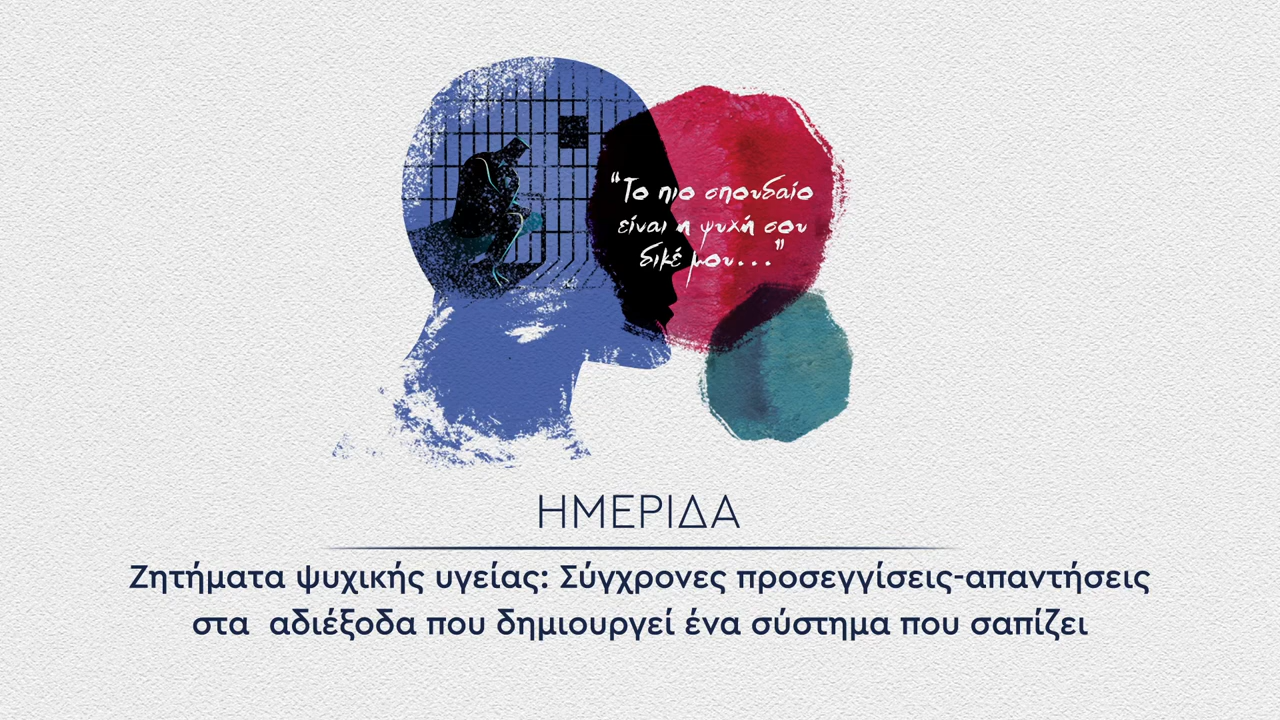 "Το πιο σπουδαίο
είναι η ψυχή σου
δικέ μου..."
ΗΜΕΡΙΔΑ
Ζητήματα ψυχικής υγείας: Σύγχρονες προσεγγίσεις-απαντήσεις
στα αδιέξοδα που δημιουργεί ένα σύστημα που σαπίζει